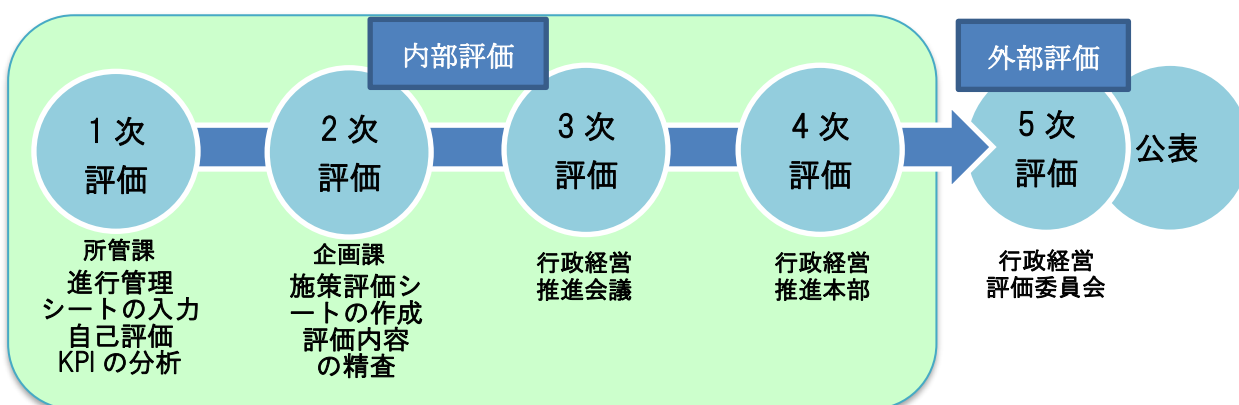 内部評価
外部評価
1次
評価
2次
評価
3次
評価
4次
評価
5次
評価
公表
所管課
進行管理
シートの入力
自己評価
KPIの分析
企画課
施策評価シ
ートの作成
評価内容
の精査
行政経営
推進会議
行政経営
推進本部
行政経営
評価委員会